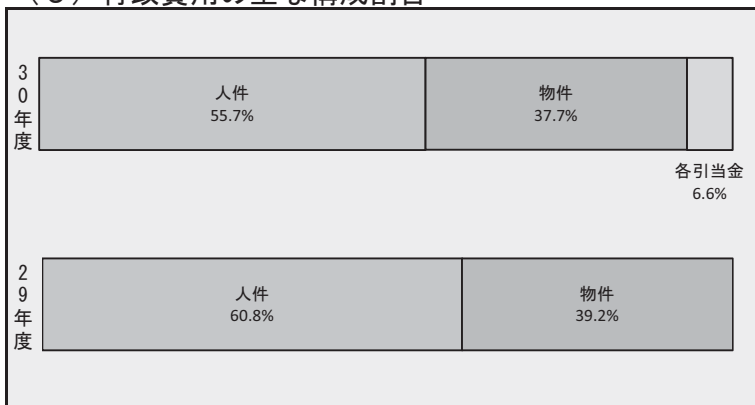 30年度
人件
55.7%
物件
37.7%
各引当金
6.6%
29年度
人件
60.8%
物件
39.2%